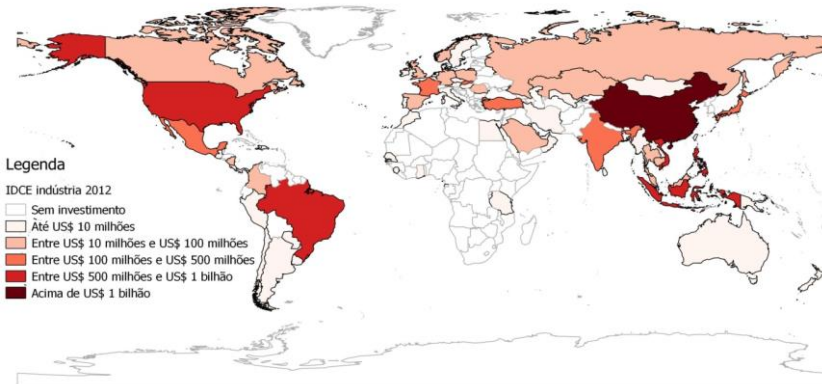 Legenda
IDCE indústria 2012
Sem investimento
Até US$ 10 milhões
Entre US$ 10 milhões e US$ 100 milhões
Entre US$ 100 milhões e US$ 500 milhões
Entre US$ 500 milhões e US$ 1 bilhão
Acima de US$ 1 bilhão